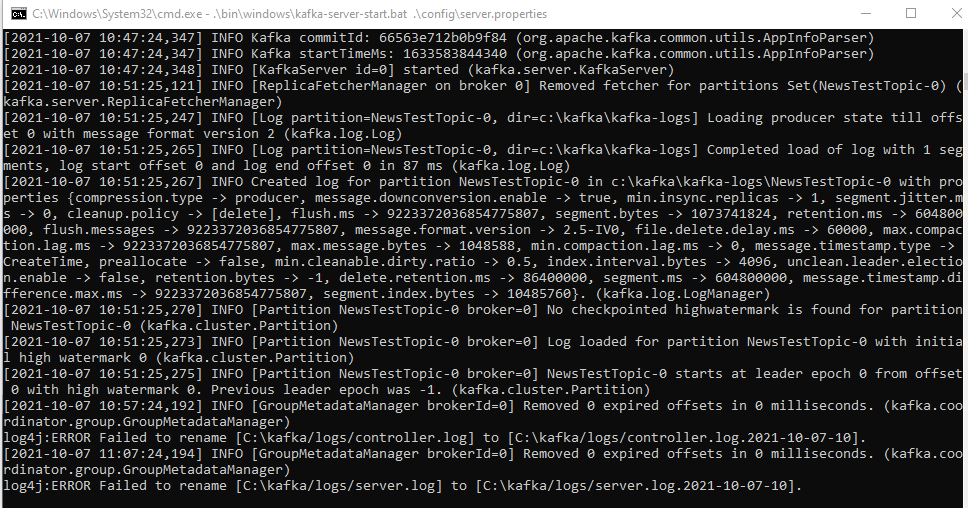 C:\Windows\System32\cmd.exe - .\bin\windows\kafka-server-start.bat .\config\server.properties
[2021-10-07 10:47:24,347] INFO Kafka commitId: 66563e712b0b9f84 (org.apache.kafka.common.utils.AppInfoParser)
[2021-10-07 10:47:24,347] INFO Kafka startTimeMs: 1633583844340 (org.apache.kafka.common.utils.AppInfoParser)
[2021-10-07 10:47:24,348] INFO [KafkaServer id=0] started (kafka.server.KafkaServer)
[2021-10-07 10:51:25,121] INFO [ReplicaFetcherManager on broker 0] Removed fetcher for partitions Set(NewsTestTopic-0) (
kafka.server.ReplicaFetcherManager)
[2021-10-07 10:51:25,247] INFO [Log partition=NewsTestTopic-0, dir=c:\kafka\kafka-logs] Loading producer state till offs
et 0 with message format version 2 (kafka.log.Log)
[2021-10-07 10:51:25,265] INFO [Log partition=NewsTestTopic-0, dir=c:\kafka\kafka-logs] Completed load of log with 1 seg
ments, log start offset 0 and log end offset 0 in 87 ms (kafka.log.Log)
[2021-10-07 10:51:25,267] INFO Created log for partition NewsTestTopic-0 in c:\kafka\kafka-logs\NewsTestTopic-0 with pro
perties {compression.type -> producer, message.downconversion.enable -> true, min.insync.replicas -> 1, segment.jitter.m
s -> 0, cleanup.policy -> [delete], flush.ms -> 9223372036854775807, segment.bytes -> 1073741824, retention.ms -> 604800
000, flush.messages -> 9223372036854775807, message.format.version -> 2.5-IV0, file.delete.delay.ms -> 60000, max.compac
tion.lag.ms -> 9223372036854775807, max.message.bytes -> 1048588, min.compaction.lag.ms -> 0, message.timestamp.type ->
CreateTime, preallocate -> false, min.cleanable.dirty.ratio -> 0.5, index.interval.bytes -> 4096, unclean.leader.electio
n.enable -> false, retention.bytes -> -1, delete.retention.ms -> 86400000, segment.ms -> 604800000, message.timestamp.di
fference.max.ms -> 9223372036854775807, segment.index.bytes -> 10485760}. (kafka.log.LogManager)
[2021-10-07 10:51:25,270] INFO [Partition NewsTestTopic-0 broker=0] No checkpointed highwatermark is found for partition
 NewsTestTopic-0 (kafka.cluster.Partition)
[2021-10-07 10:51:25,273] INFO [Partition NewsTestTopic-0 broker=0] Log loaded for partition NewsTestTopic-0 with initia
l high watermark 0 (kafka.cluster.Partition)
[2021-10-07 10:51:25,275] INFO [Partition NewsTestTopic-0 broker=0] NewsTestTopic-0 starts at leader epoch 0 from offset
 0 with high watermark 0. Previous leader epoch was -1. (kafka.cluster.Partition)
[2021-10-07 10:57:24,192] INFO [GroupMetadataManager brokerId=0] Removed 0 expired offsets in 0 milliseconds. (kafka.coo
rdinator.group.GroupMetadataManager)
log4j:ERROR Failed to rename [C:\kafka/logs/controller.log] to [C:\kafka/logs/controller.log.2021-10-07-10].
[2021-10-07 11:07:24,194] INFO [GroupMetadataManager brokerId=0] Removed 0 expired offsets in 0 milliseconds. (kafka.coo
rdinator.group.GroupMetadataManager)
log4j:ERROR Failed to rename [C:\kafka/logs/server.log] to [C:\kafka/logs/server.log.2021-10-07-10].